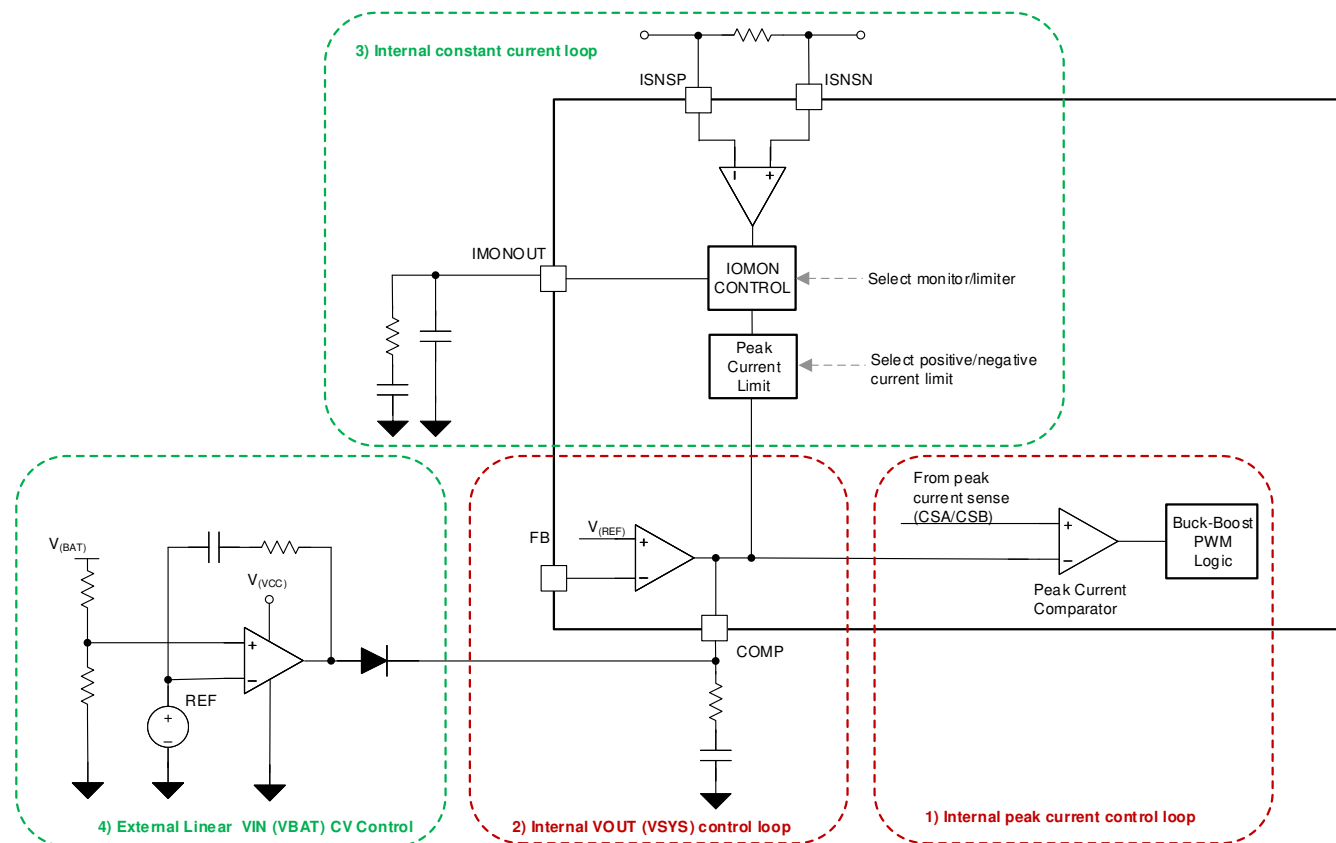 3) Internal constant current loop
ISNSP
ISNSN
I
+
IMONOUT
IOMON
CONTROL
Select monitor/limiter
Peak
Current
Limit
Select positive/negative
current limit
V(BAT)
V(VCC)
+
−
REF
+
−
4) External Linear VIN (VBAT) CV Control
FB
V(REF)
+
−
COMP
2) Internal VOUT (VSYS) control loop
From peak
current sense
(CSA/CSB)
+
−
Peak Current
Comparator
Buck-Boost
PWM
Logic
1) Internal peak current control loop